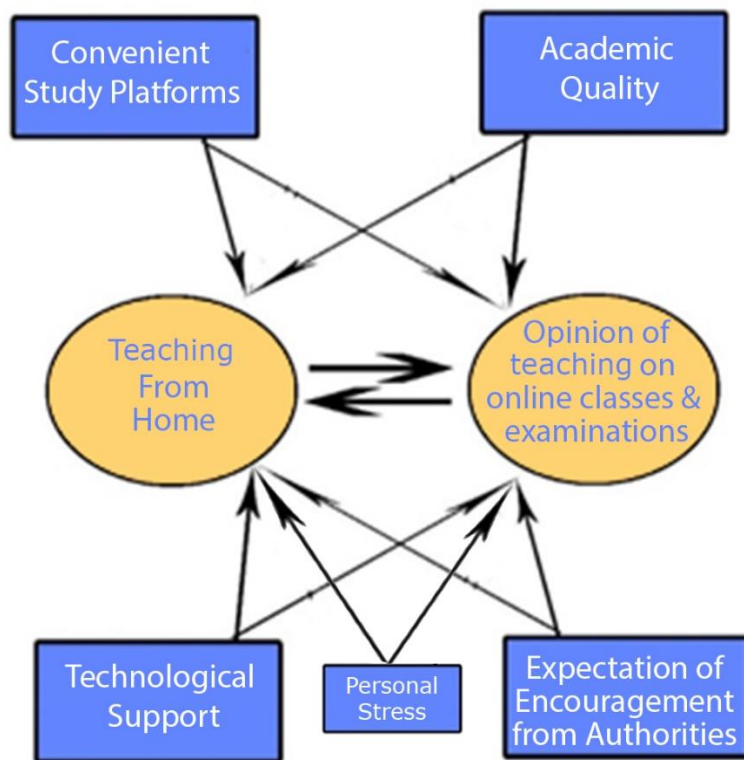 Convenient
Study Platforms
Academic
Quality
Teaching
From
Home
Opinion of
teaching on
online classes &
examinations
Technological
Support
Personal
Stress
Expectation of
Encouragement
from Authorities